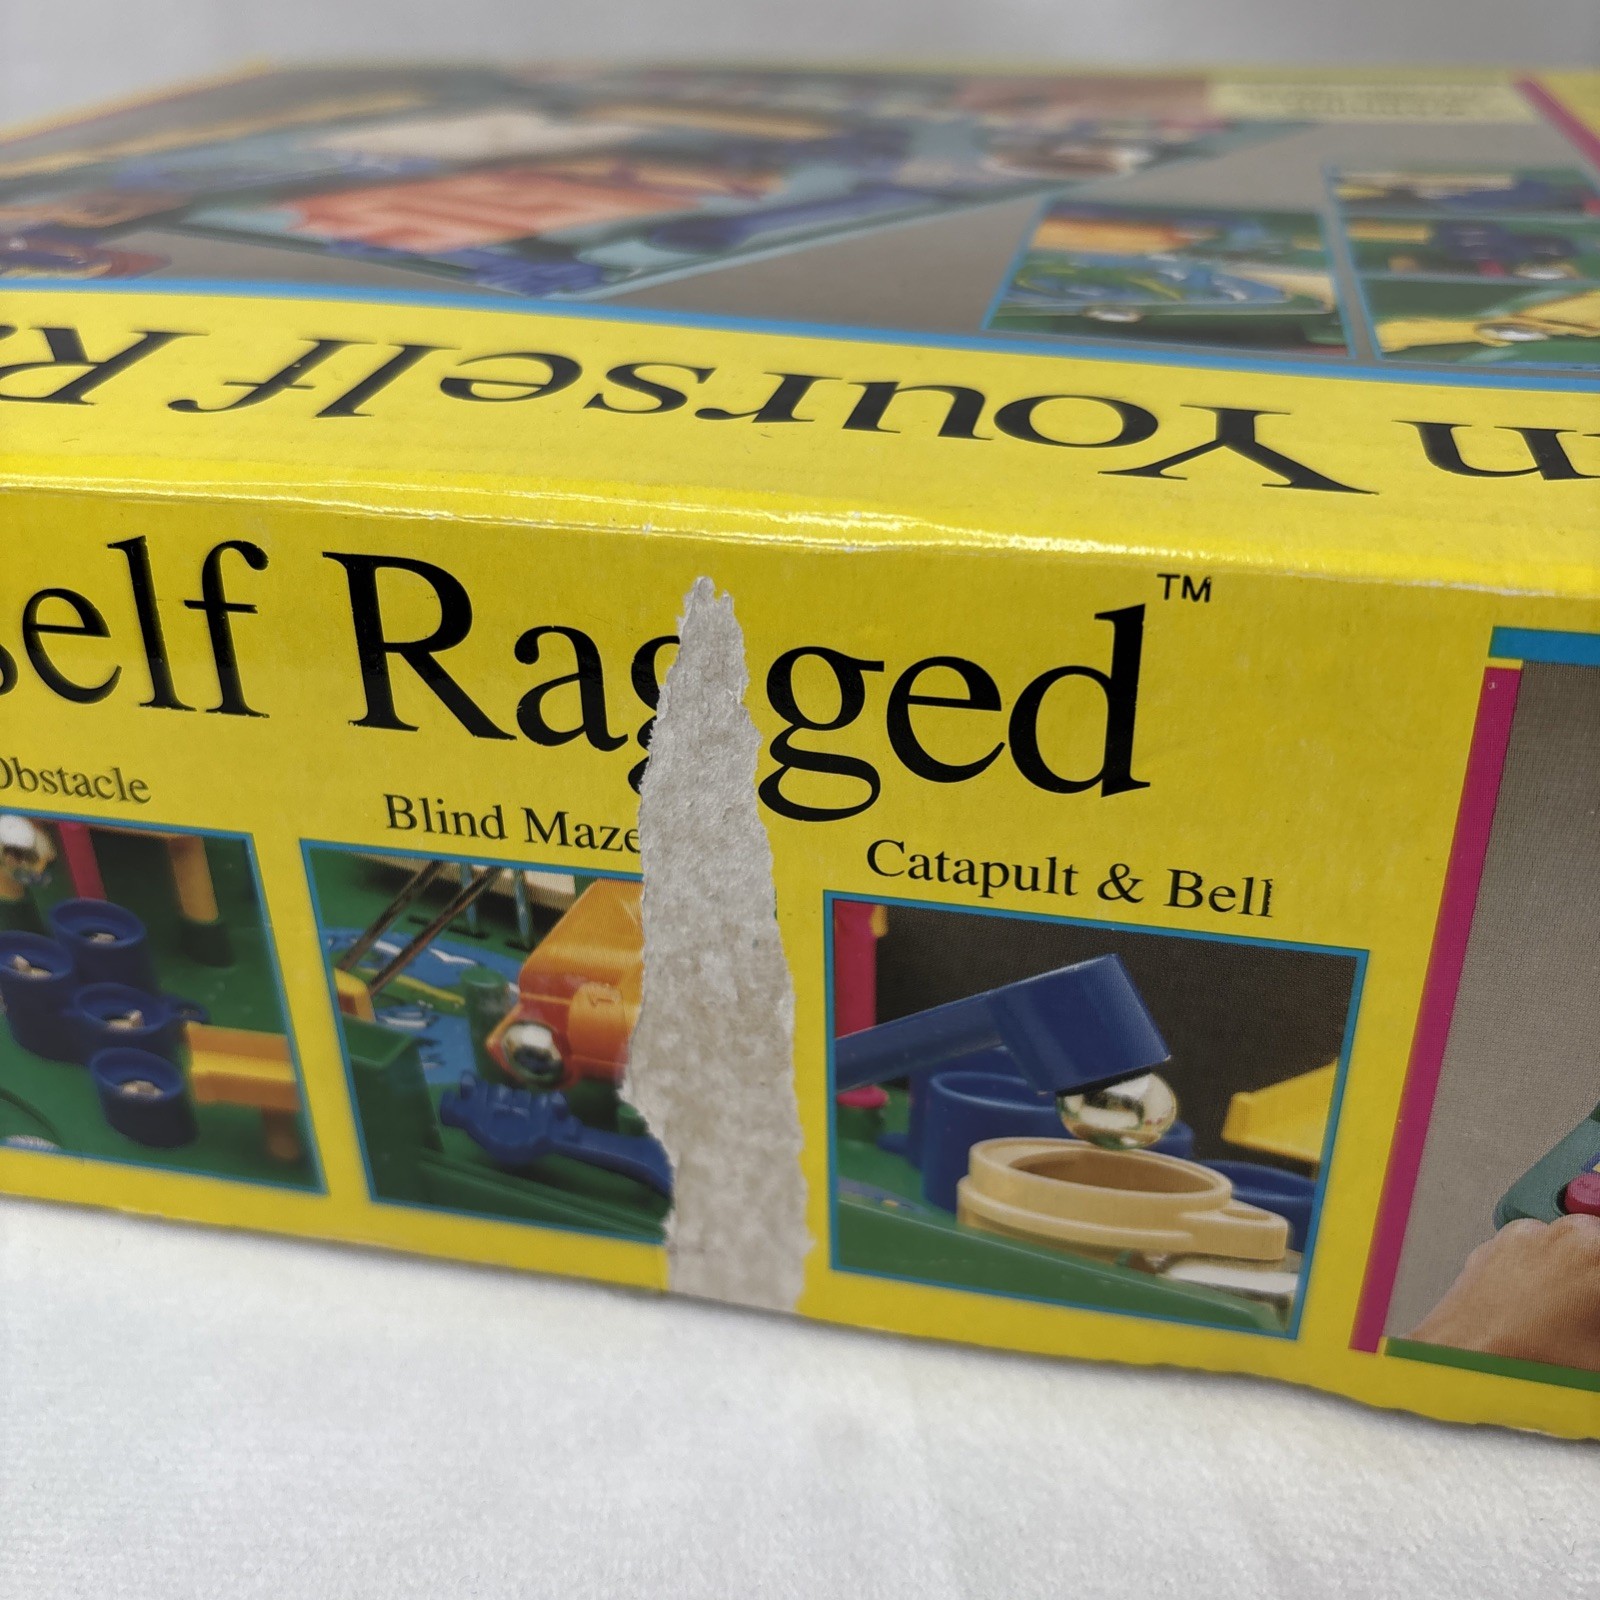 n Yourself R
self Ragged™
Obstacle
Blind Maze
Catapult & Bell